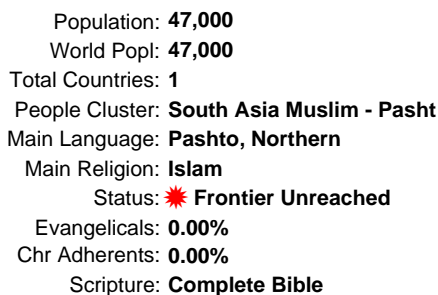 Population: 47,000
World Popl: 47,000
Total Countries: 1
People Cluster: South Asia Muslim - Pasht
Main Language: Pashto, Northern
Main Religion: Islam
Status: Frontier Unreached
Evangelicals: 0.00%
Chr Adherents: 0.00%
Scripture: Complete Bible